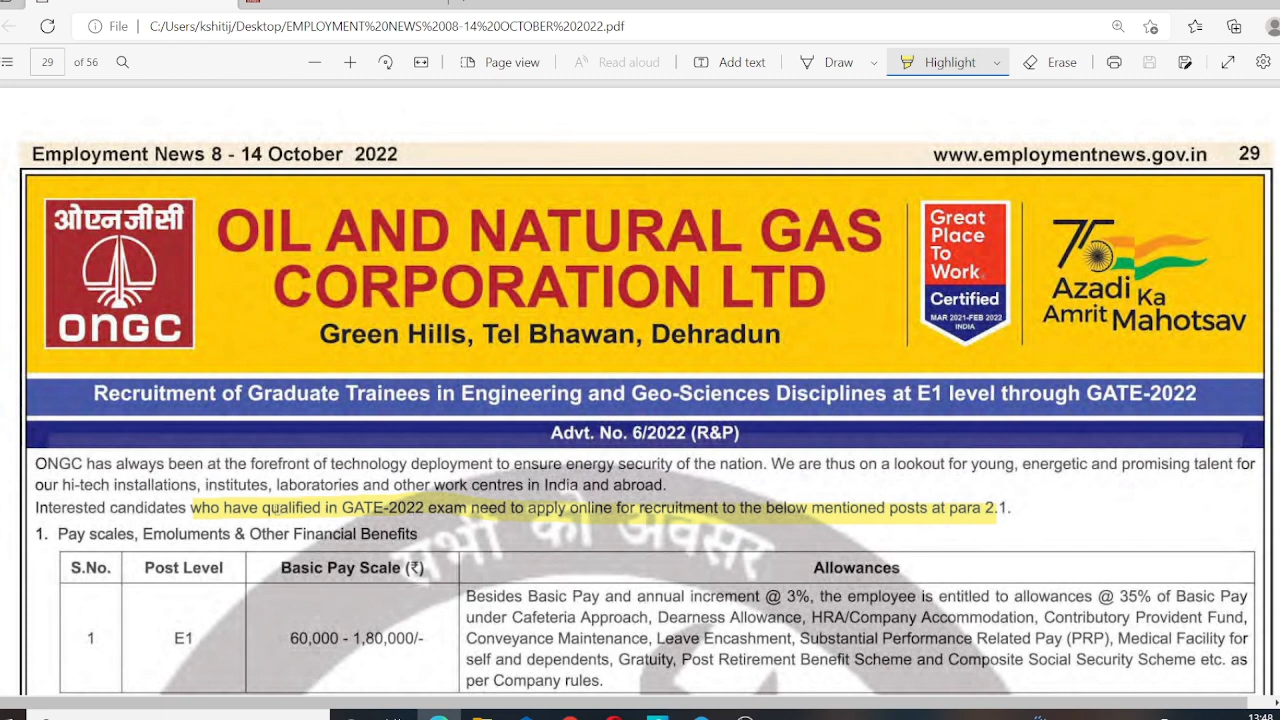 File
C:/Users/kshitij/Desktop/EMPLOYMENT%20NEWS%2008-14%20OCTOBER%202022.pdf
29 of 56
Page view
Read aloud
Add text
Draw
Highlight
Erase
Employment News 8 - 14 October 2022
www.employmentnews.gov.in 29
ओएनजीसी
ONGC
OIL AND NATURAL GAS
CORPORATION LTD
Green Hills, Tel Bhawan, Dehradun
Great
Place
To
Work
Certified
MAR 2021-FEB 2022
INDIA
75
Azadi Ka
Amrit Mahotsav
Recruitment of Graduate Trainees in Engineering and Geo-Sciences Disciplines at E1 level through GATE-2022
Advt. No. 6/2022 (R&P)
ONGC has always been at the forefront of technology deployment to ensure energy security of the nation. We are thus on a lookout for young, energetic and promising talent for
our hi-tech installations, institutes, laboratories and other work centres in India and abroad.
Interested candidates who have qualified in GATE-2022 exam need to apply online for recruitment to the below mentioned posts at para 2.1.
1. Pay scales, Emoluments & Other Financial Benefits
सभी को अवसर
S.No. Post Level Basic Pay Scale (₹) Allowances
Besides Basic Pay and annual increment @ 3%, the employee is entitled to allowances @ 35% of Basic Pay
under Cafeteria Approach, Dearness Allowance, HRA/Company Accommodation, Contributory Provident Fund,
1 E1 60,000 - 1,80,000/- Conveyance Maintenance, Leave Encashment, Substantial Performance Related Pay (PRP), Medical Facility for
self and dependents, Gratuity, Post Retirement Benefit Scheme and Composite Social Security Scheme etc. as
per Company rules.
13:48